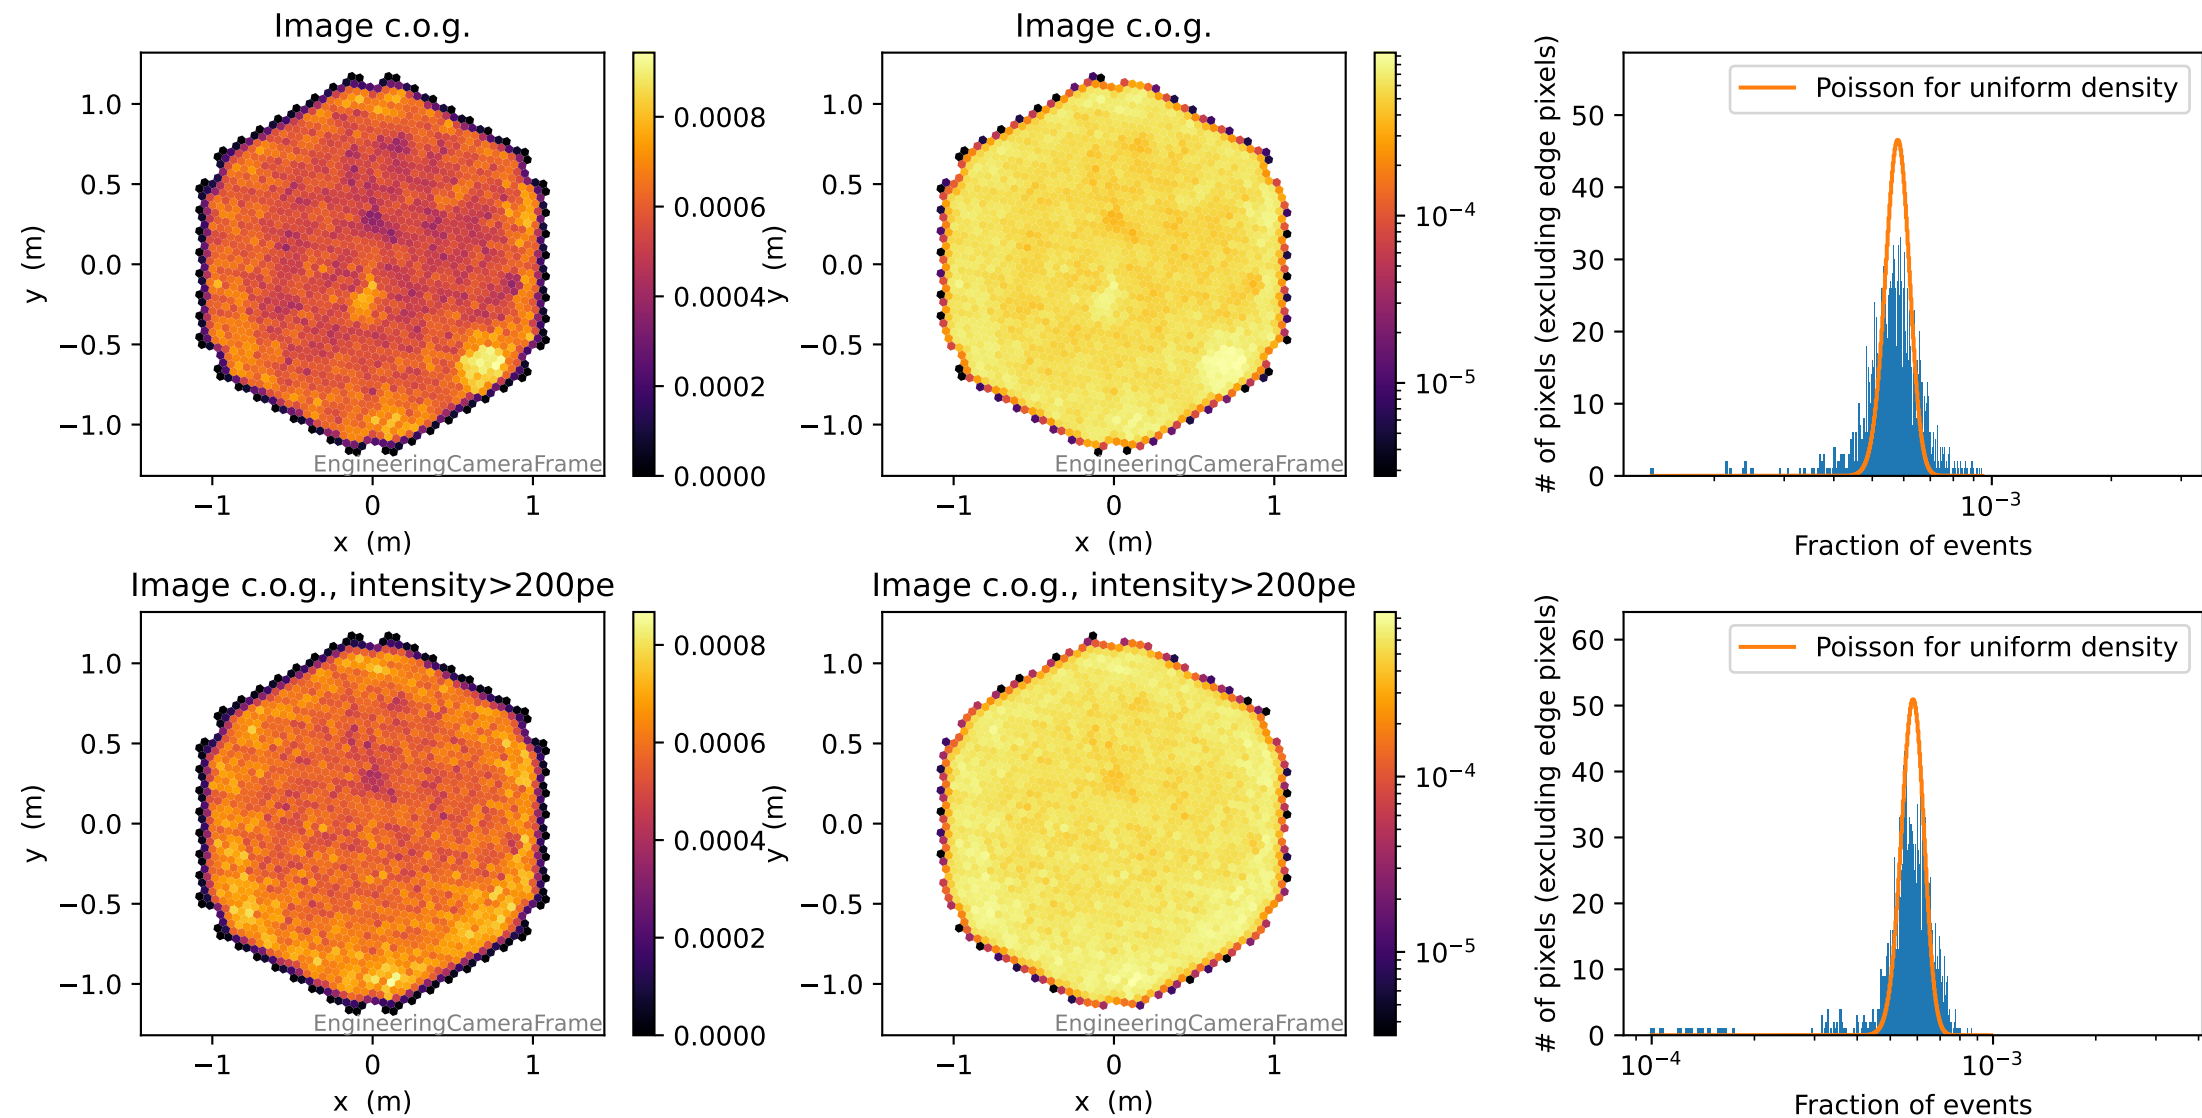 Image c.o.g.
1.0
0.5
0.0
−0.5
−1.0
y (m)
−1
0
1
x (m)
EngineeringCameraFrame
0.0008
0.0006
0.0004
0.0002
0.0000
Image c.o.g.
1.0
0.5
0.0
−0.5
−1.0
y (m)
−1
0
1
x (m)
EngineeringCameraFrame
10⁻⁴
10⁻⁵
# of pixels (excluding edge pixels)
50
40
30
20
10
0
Poisson for uniform density
10⁻³
Fraction of events
Image c.o.g., intensity>200pe
1.0
0.5
0.0
−0.5
−1.0
y (m)
−1
0
1
x (m)
EngineeringCameraFrame
0.0008
0.0006
0.0004
0.0002
0.0000
Image c.o.g., intensity>200pe
1.0
0.5
0.0
−0.5
−1.0
y (m)
−1
0
1
x (m)
EngineeringCameraFrame
10⁻⁴
10⁻⁵
# of pixels (excluding edge pixels)
60
50
40
30
20
10
0
Poisson for uniform density
10⁻⁴
10⁻³
Fraction of events